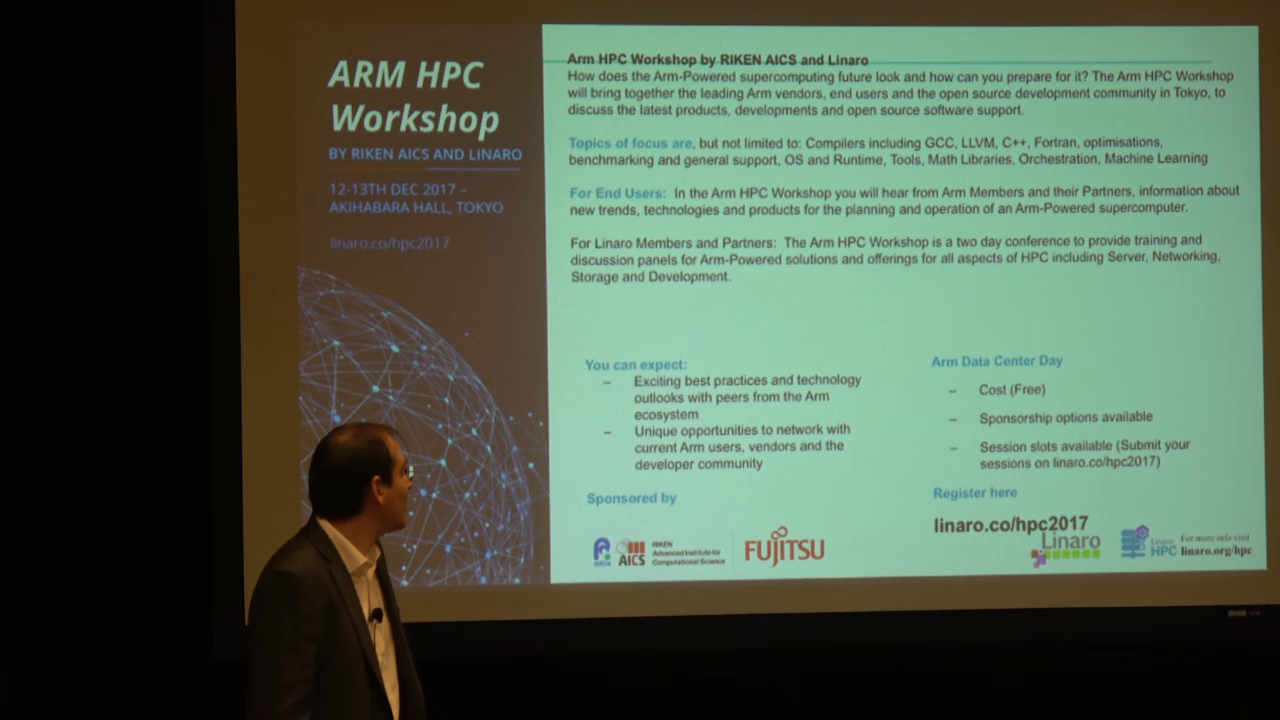 ARM HPC
Workshop
BY RIKEN AICS AND LINARO
12-13TH DEC 2017 –
AKIHABARA HALL, TOKYO
linaro.co/hpc2017
Arm HPC Workshop by RIKEN AICS and Linaro
How does the Arm-Powered supercomputing future look and how can you prepare for it? The Arm HPC Workshop
will bring together the leading Arm vendors, end users and the open source development community in Tokyo, to
discuss the latest products, developments and open source software support.
Topics of focus are, but not limited to: Compilers including GCC, LLVM, C++, Fortran, optimisations,
benchmarking and general support, OS and Runtime, Tools, Math Libraries, Orchestration, Machine Learning
For End Users: In the Arm HPC Workshop you will hear from Arm Members and their Partners, information about
new trends, technologies and products for the planning and operation of an Arm-Powered supercomputer.
For Linaro Members and Partners: The Arm HPC Workshop is a two day conference to provide training and
discussion panels for Arm-Powered solutions and offerings for all aspects of HPC including Server, Networking,
Storage and Development.
You can expect:
– Exciting best practices and technology
outlooks with peers from the Arm
ecosystem
– Unique opportunities to network with
current Arm users, vendors and the
developer community
Arm Data Center Day
– Cost (Free)
– Sponsorship options available
– Session slots available (Submit your
sessions on linaro.co/hpc2017)
Sponsored by
RIKEN
AICS
RIKEN
Advanced Institute for
Computational Science
FUJITSU
Register here
linaro.co/hpc2017
Linaro
Linaro
HPC
For more info visit
linaro.org/hpc